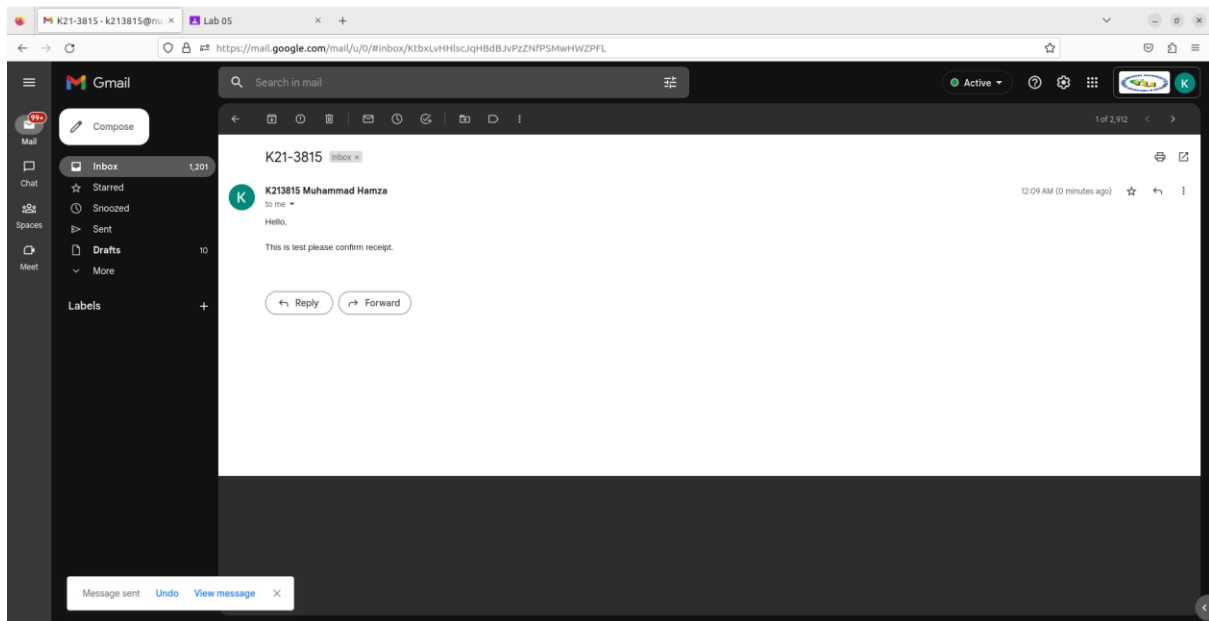 K21-3815 - k213815@nu.
Lab 05
https://mail.google.com/mail/u/0/#inbox/KtbxLvHHlscJqHBdBJvPzZNfPSMwHWZPFL
Gmail
Search in mail
Active
K
99+
Mail
Chat
Spaces
Meet
Compose
Inbox 1,201
Starred
Snoozed
Sent
Drafts 10
More
Labels
1 of 2,912
K21-3815 Inbox ×
K
K213815 Muhammad Hamza
12:09 AM (0 minutes ago)
to me
Hello,
This is test please confirm receipt.
Reply Forward
Message sent Undo View message